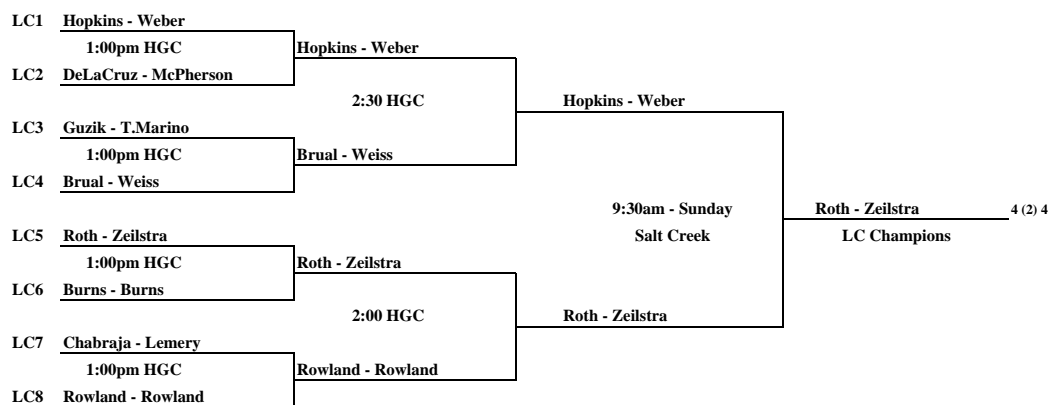 LC1 Hopkins - Weber
1:00pm HGC
Hopkins - Weber
LC2 DeLaCruz - McPherson
2:30 HGC
Hopkins - Weber
LC3 Guzik - T.Marino
1:00pm HGC
Brual - Weiss
LC4 Brual - Weiss
9:30am - Sunday
Roth - Zeilstra
4 (2) 4
LC5 Roth - Zeilstra
Salt Creek
LC Champions
1:00pm HGC
Roth - Zeilstra
LC6 Burns - Burns
2:00 HGC
Roth - Zeilstra
LC7 Chabraja - Lemery
1:00pm HGC
Rowland - Rowland
LC8 Rowland - Rowland